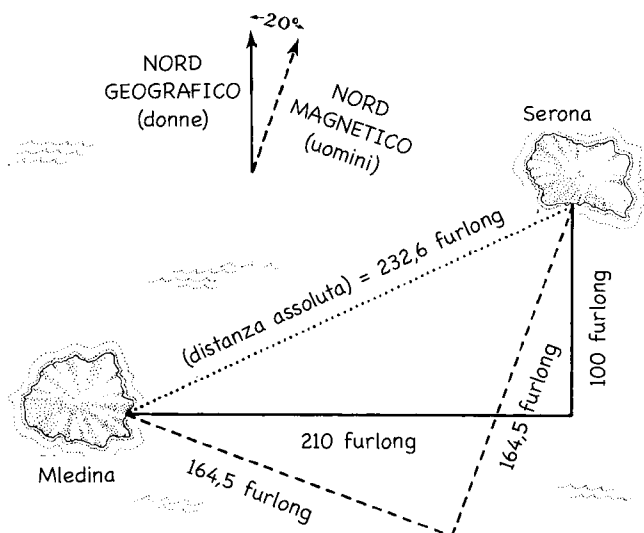 20°
NORD
GEOGRAFICO
(donne)
NORD
MAGNETICO
(uomini)
Serona
(distanza assoluta) = 232,6 furlong
100 furlong
164,5 furlong
210 furlong
164,5 furlong
Mledina